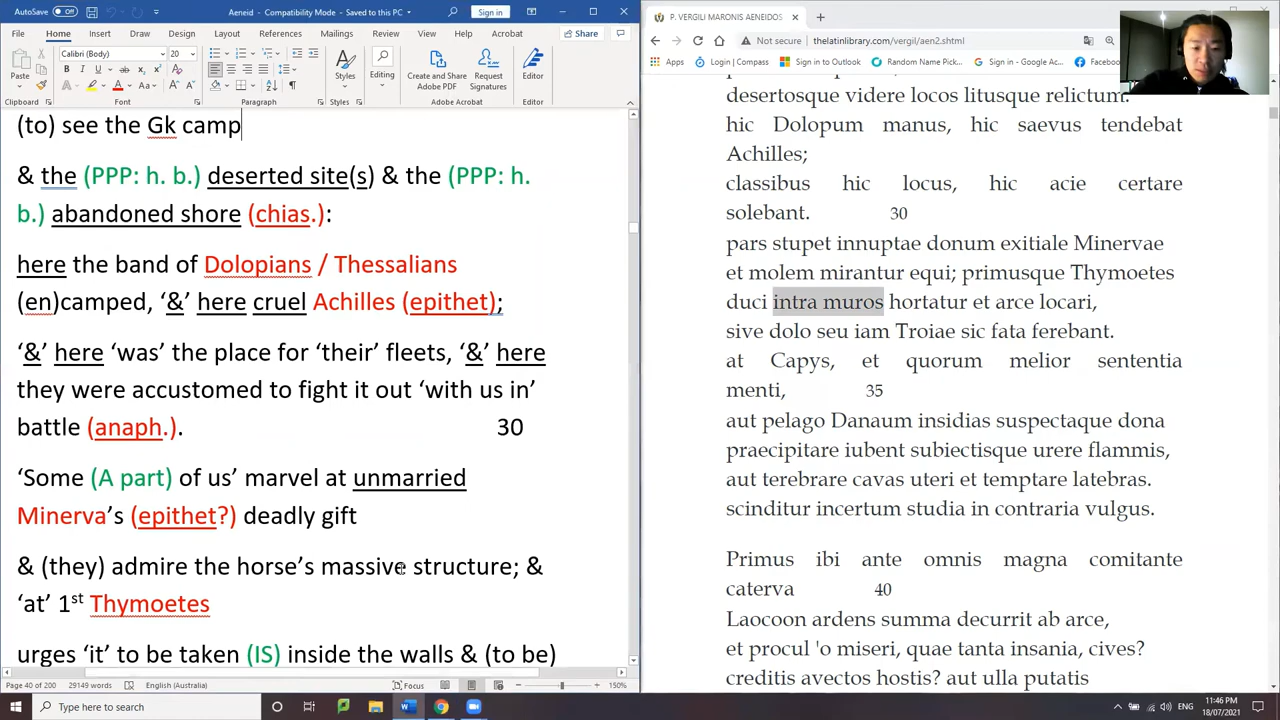 AutoSave Off Aeneid - Compatibility Mode - Saved to this PC Sign in
File Home Insert Draw Design Layout References Mailings Review View Help Acrobat Share
Calibri (Body) 20
Paste Styles Editing Create and Share Adobe PDF Request Signatures Editor
Clipboard Font Paragraph Styles Adobe Acrobat Editor
(to) see the Gk camp
& the (PPP: h. b.) deserted site(s) & the (PPP: h.
b.) abandoned shore (chias.):
here the band of Dolopians / Thessalians
(en)camped, ‘&’ here cruel Achilles (epithet);
‘&’ here ‘was’ the place for ‘their’ fleets, ‘&’ here
they were accustomed to fight it out ‘with us in’
battle (anaph.). 30
‘Some (A part) of us’ marvel at unmarried
Minerva’s (epithet?) deadly gift
& (they) admire the horse’s massive structure; &
‘at’ 1st Thymoetes
urges ‘it’ to be taken (IS) inside the walls & (to be)
Page 40 of 200 29149 words English (Australia) Focus 150%
P. VERGILI MARONIS AENEIDOS
Not secure thelatinlibrary.com/vergil/aen2.shtml
Apps Login | Compass Intro to Outlook Random Name Pick... Sign in - Google Ac... Facebook
desertosque videre locos litusque relictum.
hic Dolopum manus, hic saevus tendebat
Achilles;
classibus hic locus, hic acie certare
solebant. 30
pars stupet innuptae donum exitiale Minervae
et molem mirantur equi; primusque Thymoetes
duci intra muros hortatur et arce locari,
sive dolo seu iam Troiae sic fata ferebant.
at Capys, et quorum melior sententia
menti, 35
aut pelago Danaum insidias suspectaque dona
praecipitare iubent subiectisque urere flammis,
aut terebrare cavas uteri et temptare latebras.
scinditur incertum studia in contraria vulgus.
Primus ibi ante omnis magna comitante
caterva 40
Laocoon ardens summa decurrit ab arce,
et procul 'o miseri, quae tanta insania, cives?
creditis avectos hostis? aut ulla putatis
Type here to search
ENG 11:46 PM
18/07/2021